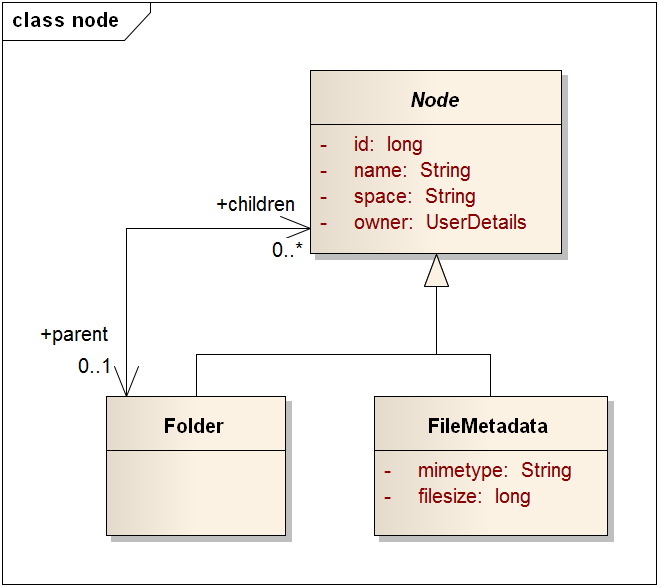 class node
Node
- id: long
- name: String
- space: String
- owner: UserDetails
+children
0..*
+parent
0..1
Folder
FileMetadata
- mimetype: String
- filesize: long